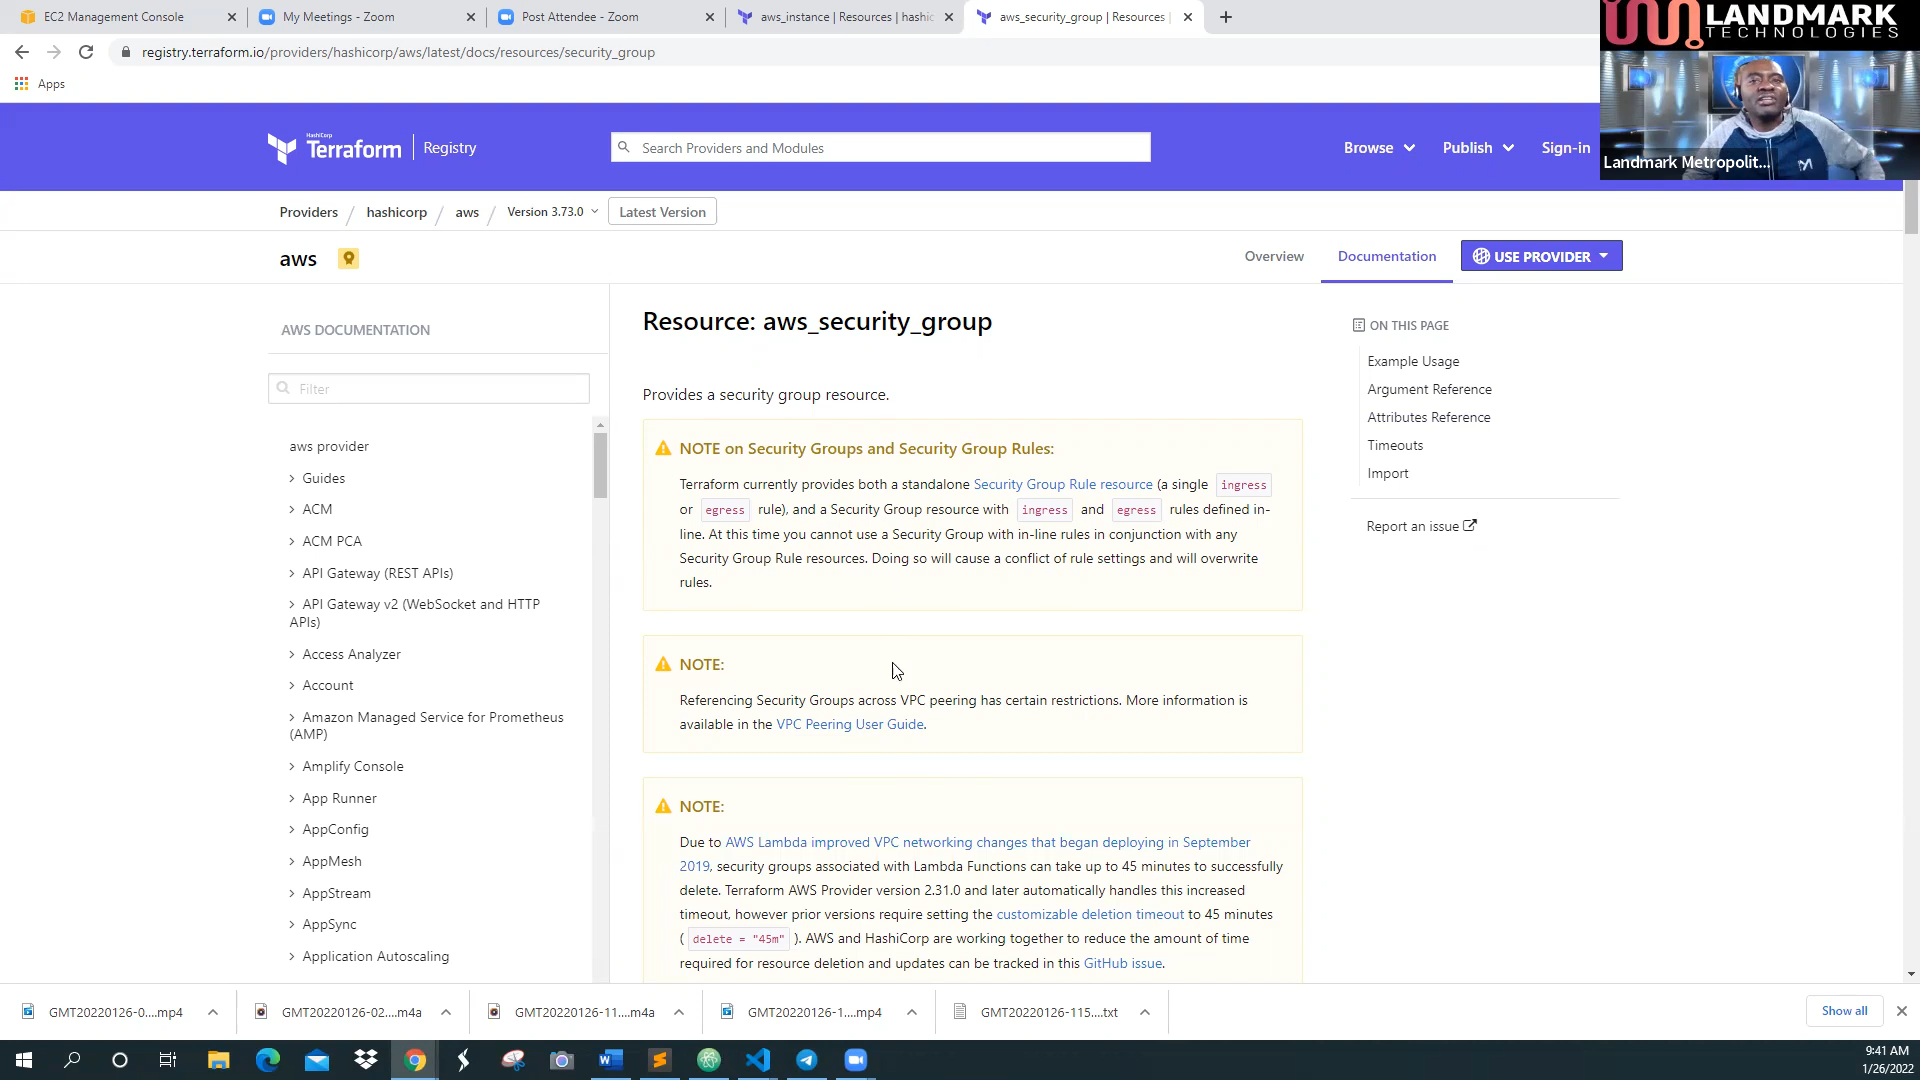 EC2 Management Console
My Meetings - Zoom
Post Attendee - Zoom
aws_instance | Resources | hashic
aws_security_group | Resources |
registry.terraform.io/providers/hashicorp/aws/latest/docs/resources/security_group
Apps
LANDMARK
TECHNOLOGIES
Landmark Metropolit...
HashiCorp
Terraform
Registry
Search Providers and Modules
Browse
Publish
Sign-in
Providers / hashicorp / aws / Version 3.73.0
Latest Version
aws
Overview
Documentation
USE PROVIDER
AWS DOCUMENTATION
Filter
aws provider
Guides
ACM
ACM PCA
API Gateway (REST APIs)
API Gateway v2 (WebSocket and HTTP
APIs)
Access Analyzer
Account
Amazon Managed Service for Prometheus
(AMP)
Amplify Console
App Runner
AppConfig
AppMesh
AppStream
AppSync
Application Autoscaling
Resource: aws_security_group
Provides a security group resource.
NOTE on Security Groups and Security Group Rules:
Terraform currently provides both a standalone Security Group Rule resource (a single ingress
or egress rule), and a Security Group resource with ingress and egress rules defined in-
line. At this time you cannot use a Security Group with in-line rules in conjunction with any
Security Group Rule resources. Doing so will cause a conflict of rule settings and will overwrite
rules.
NOTE:
Referencing Security Groups across VPC peering has certain restrictions. More information is
available in the VPC Peering User Guide.
NOTE:
Due to AWS Lambda improved VPC networking changes that began deploying in September
2019, security groups associated with Lambda Functions can take up to 45 minutes to successfully
delete. Terraform AWS Provider version 2.31.0 and later automatically handles this increased
timeout, however prior versions require setting the customizable deletion timeout to 45 minutes
( delete = "45m" ). AWS and HashiCorp are working together to reduce the amount of time
required for resource deletion and updates can be tracked in this GitHub issue.
ON THIS PAGE
Example Usage
Argument Reference
Attributes Reference
Timeouts
Import
Report an issue
GMT20220126-0....mp4
GMT20220126-02....m4a
GMT20220126-11....m4a
GMT20220126-1....mp4
GMT20220126-115....txt
Show all
9:41 AM
1/26/2022